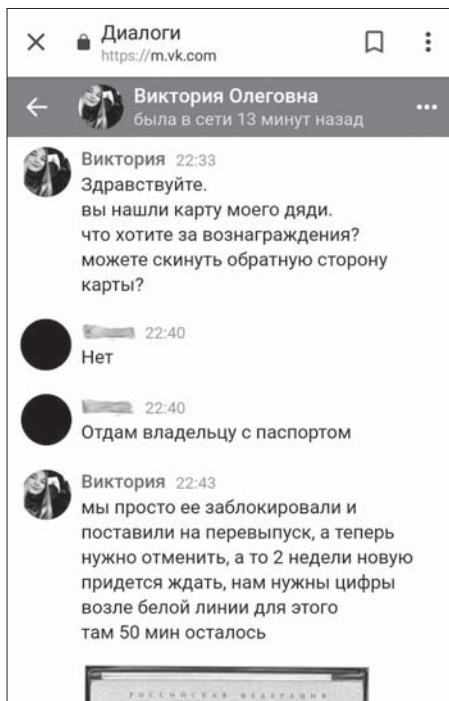 Диалоги
https://m.vk.com
Виктория Олеговна
была в сети 13 минут назад
Виктория 22:33
Здравствуйте.
вы нашли карту моего дяди.
что хотите за вознаграждения?
можете скинуть обратную сторону
карты?
22:40
Нет
22:40
Отдам владельцу с паспортом
Виктория 22:43
мы просто ее заблокировали и
поставили на перевыпуск, а теперь
нужно отменить, а то 2 недели новую
придется ждать, нам нужны цифры
возле белой линии для этого
там 50 мин осталось
РОССИЙСКАЯ ФЕДЕРАЦИЯ